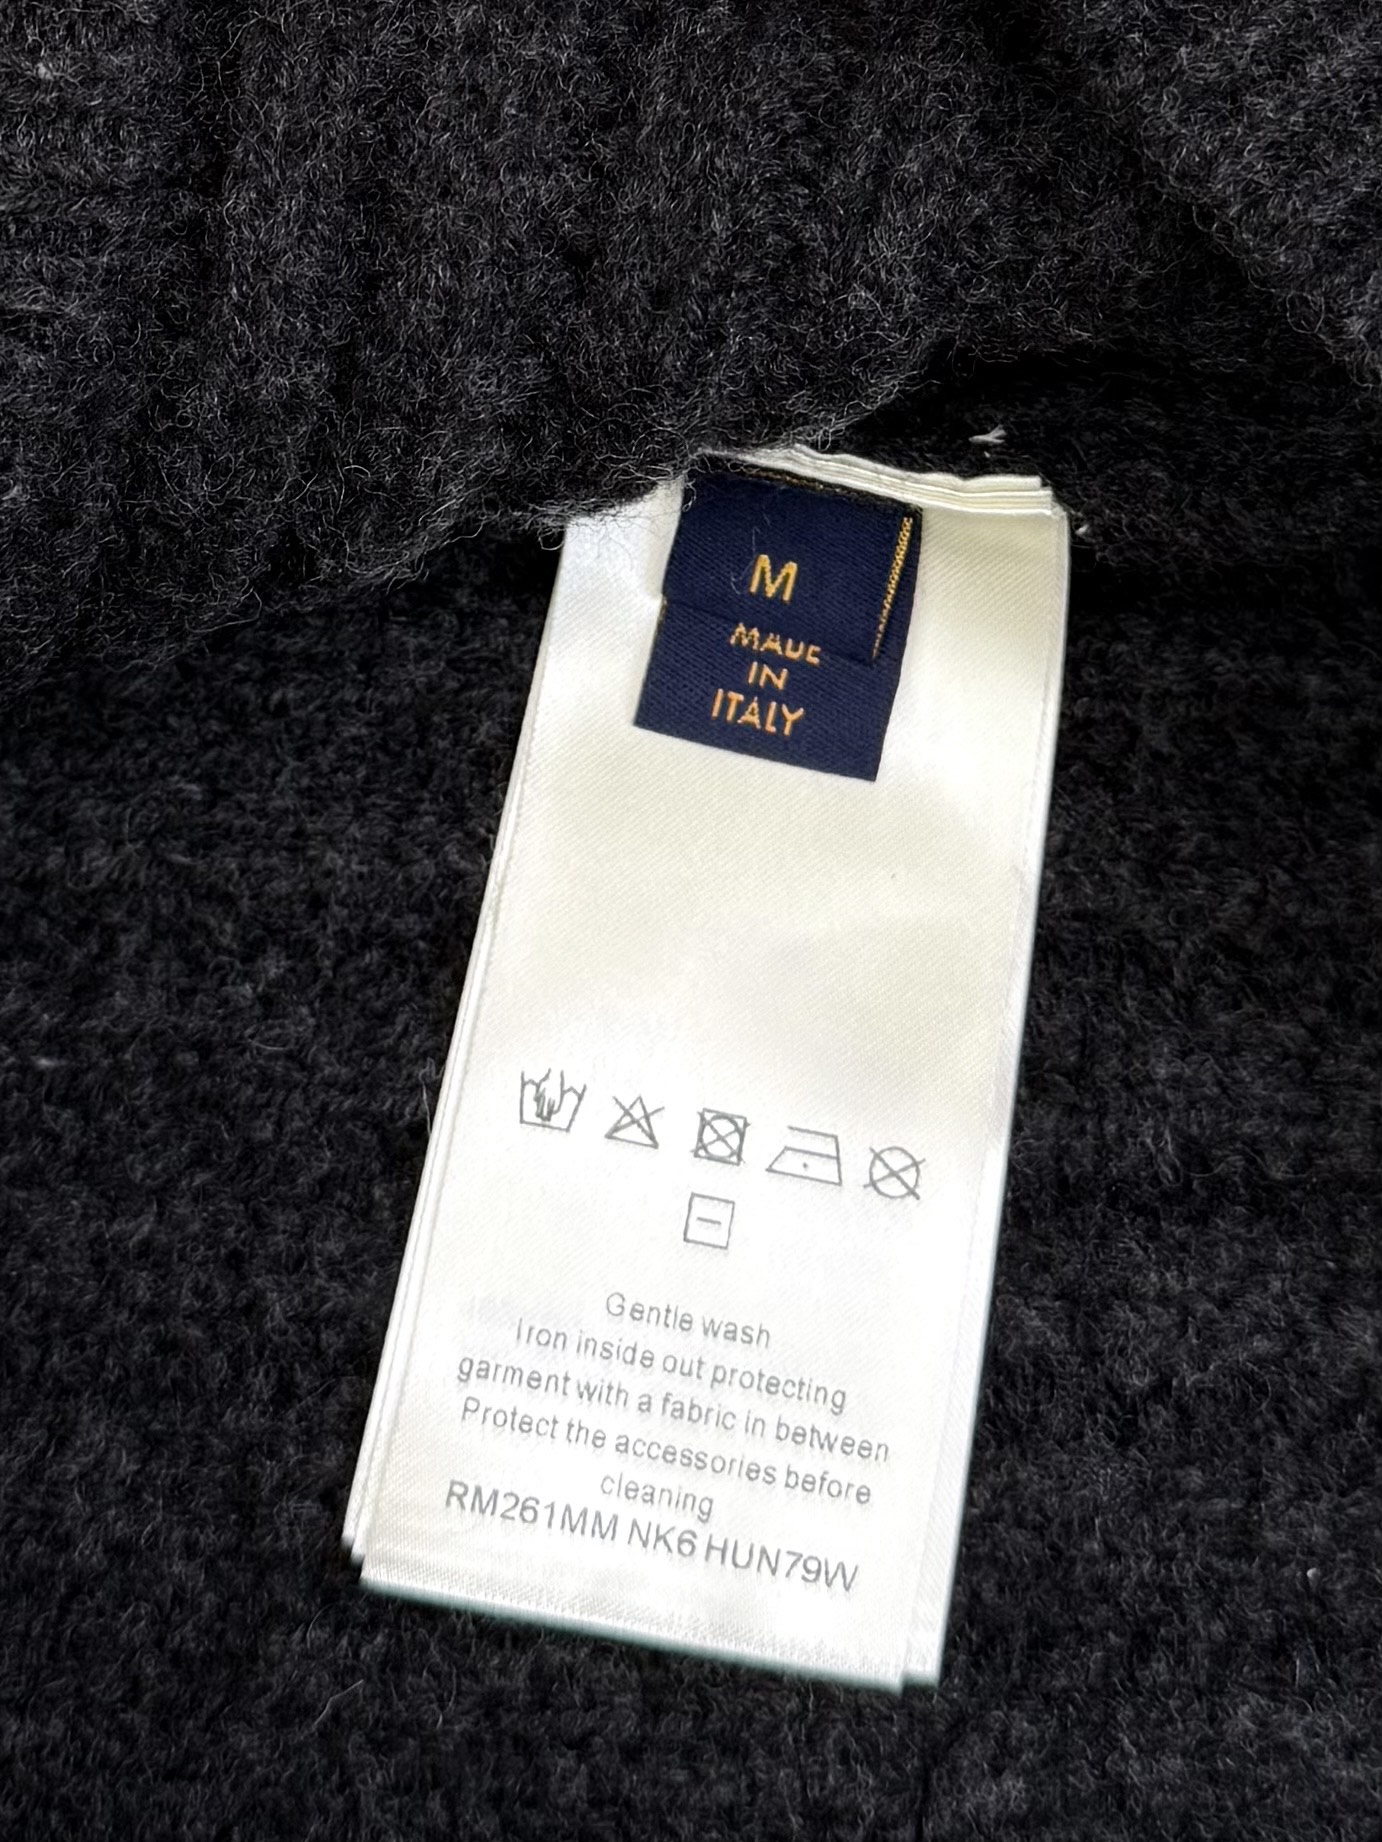 M
MADE
IN
ITALY
Gentle wash
Iron inside out protecting
garment with a fabric in between
Protect the accessories before
cleaning
RM261MM NK6 HUN79W